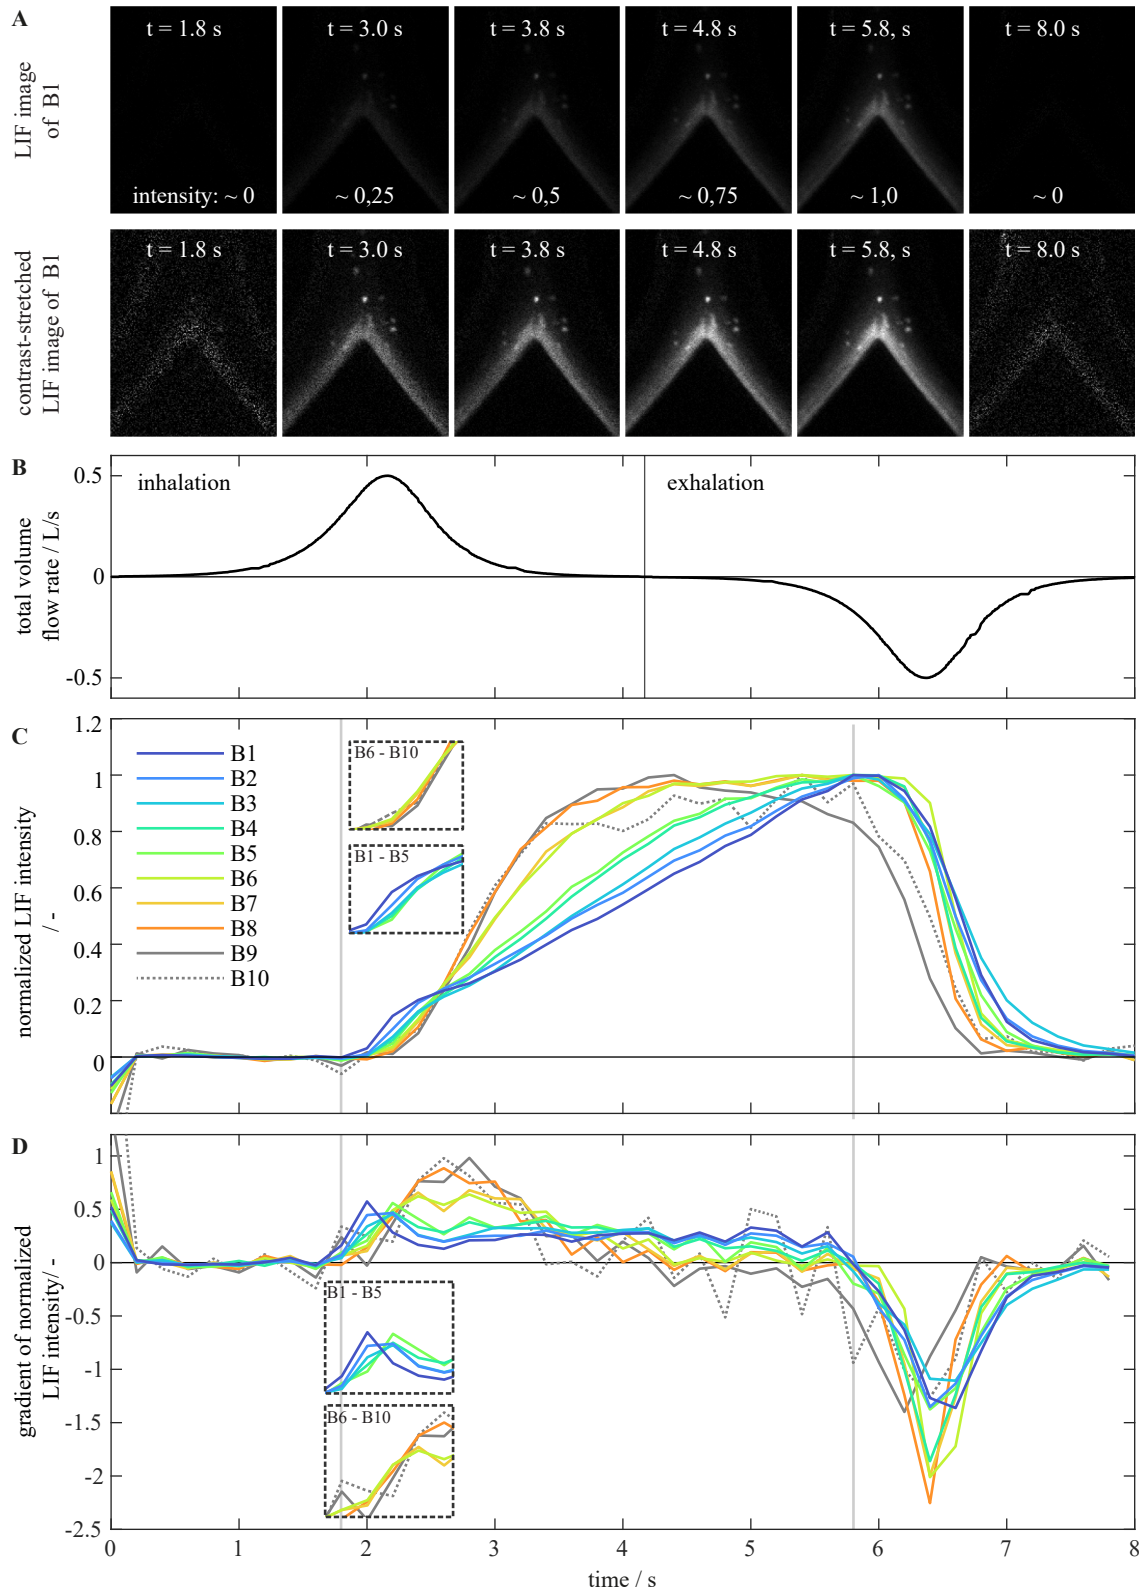 A
LIF image
of B1
t = 1.8 s
t = 3.0 s
t = 3.8 s
t = 4.8 s
t = 5.8, s
t = 8.0 s
intensity: ~ 0
~ 0,25
~ 0,5
~ 0,75
~ 1,0
~ 0
contrast-stretched
LIF image of B1
t = 1.8 s
t = 3.0 s
t = 3.8 s
t = 4.8 s
t = 5.8, s
t = 8.0 s
B
total volume
flow rate / L/s
0.5
0
-0.5
inhalation
exhalation
C
normalized LIF intensity
/ -
1.2
1
0.8
0.6
0.4
0.2
0
B1
B2
B3
B4
B5
B6
B7
B8
B9
B10
B6 - B10
B1 - B5
D
gradient of normalized
LIF intensity/ -
1
0.5
0
-0.5
-1
-1.5
-2
-2.5
B1 - B5
B6 - B10
0
1
2
3
4
5
6
7
8
time / s